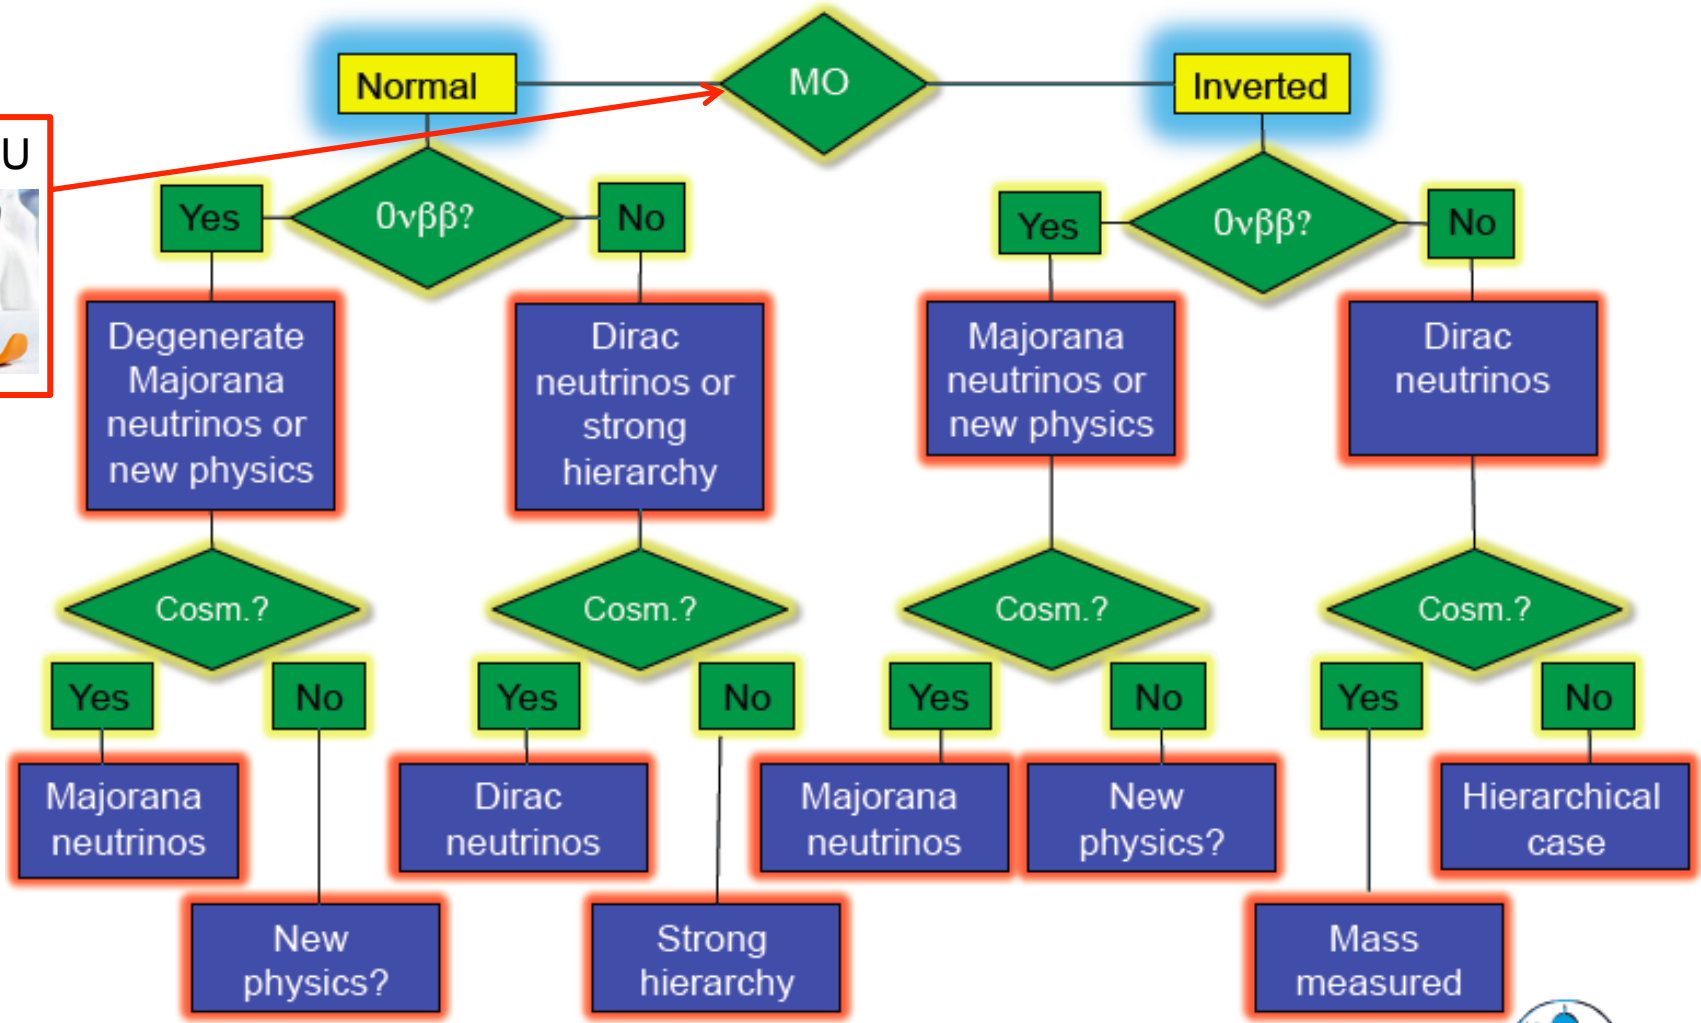 Normal
MO
Inverted
U
Yes
0νββ?
No
Yes
0νββ?
No
Degenerate
Majorana
neutrinos or
new physics
Dirac
neutrinos or
strong
hierarchy
Majorana
neutrinos or
new physics
Dirac
neutrinos
Cosm.?
Cosm.?
Cosm.?
Cosm.?
Yes
No
Yes
No
Yes
No
Yes
No
Majorana
neutrinos
Dirac
neutrinos
Majorana
neutrinos
New
physics?
Hierarchical
case
New
physics?
Strong
hierarchy
Mass
measured